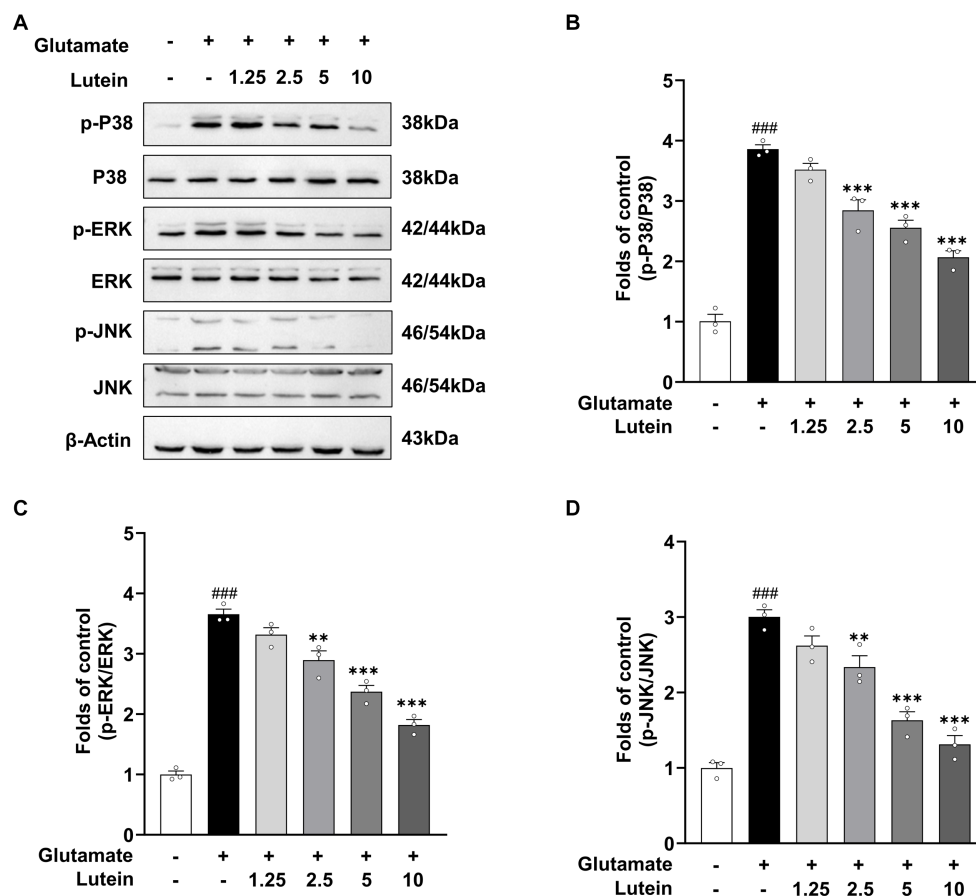 A
Glutamate - + + + + +
Lutein - - 1.25 2.5 5 10
p-P38 38kDa
P38 38kDa
p-ERK 42/44kDa
ERK 42/44kDa
p-JNK 46/54kDa
JNK 46/54kDa
β-Actin 43kDa
B
Folds of control
(p-P38/P38)
5
4
3
2
1
0
###
***
***
***
Glutamate - + + + + +
Lutein - - 1.25 2.5 5 10
C
Folds of control
(p-ERK/ERK)
5
4
3
2
1
0
###
**
***
***
Glutamate - + + + + +
Lutein - - 1.25 2.5 5 10
D
Folds of control
(p-JNK/JNK)
4
3
2
1
0
###
**
***
***
Glutamate - + + + + +
Lutein - - 1.25 2.5 5 10